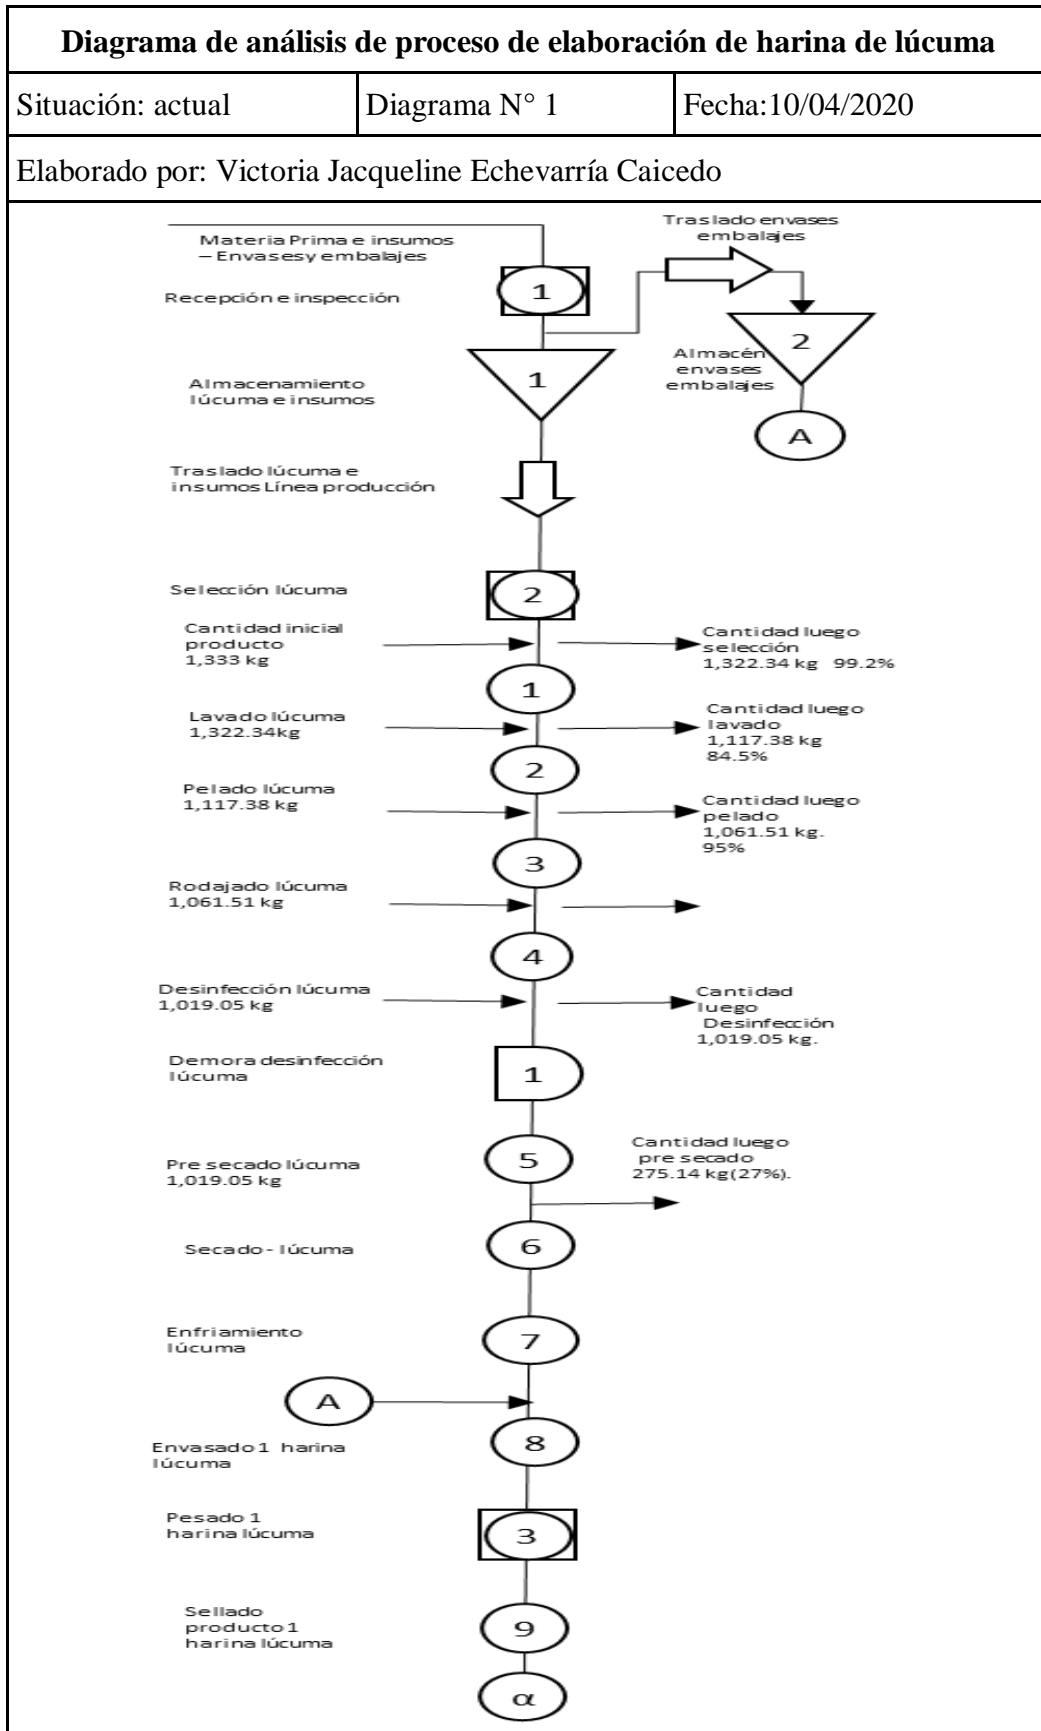 Diagrama de análisis de proceso de elaboración de harina de lúcuma
Situación: actual
Diagrama N° 1
Fecha:10/04/2020
Elaborado por: Victoria Jacqueline Echevarría Caicedo
Traslado envases
embalajes
Materia Prima e insumos
– Envases y embalajes
Recepción e inspección
1
2
Almacén
envases
embalajes
Almacenamiento
lúcuma e insumos
1
A
Traslado lúcuma e
insumos Línea producción
Selección lúcuma
2
Cantidad inicial
producto
1,333 kg
Cantidad luego
selección
1,322.34 kg 99.2%
1
Lavado lúcuma
1,322.34kg
Cantidad luego
lavado
1,117.38 kg
84.5%
2
Pelado lúcuma
1,117.38 kg
Cantidad luego
pelado
1,061.51 kg.
95%
3
Rodajado lúcuma
1,061.51 kg
4
Desinfección lúcuma
1,019.05 kg
Cantidad
luego
Desinfección
1,019.05 kg.
Demora desinfección
lúcuma
1
Pre secado lúcuma
1,019.05 kg
5
Cantidad luego
pre secado
275.14 kg(27%).
Secado - lúcuma
6
Enfriamiento
lúcuma
7
A
Envasado 1 harina
lúcuma
8
Pesado 1
harina lúcuma
3
Sellado
producto 1
harina lúcuma
9
α